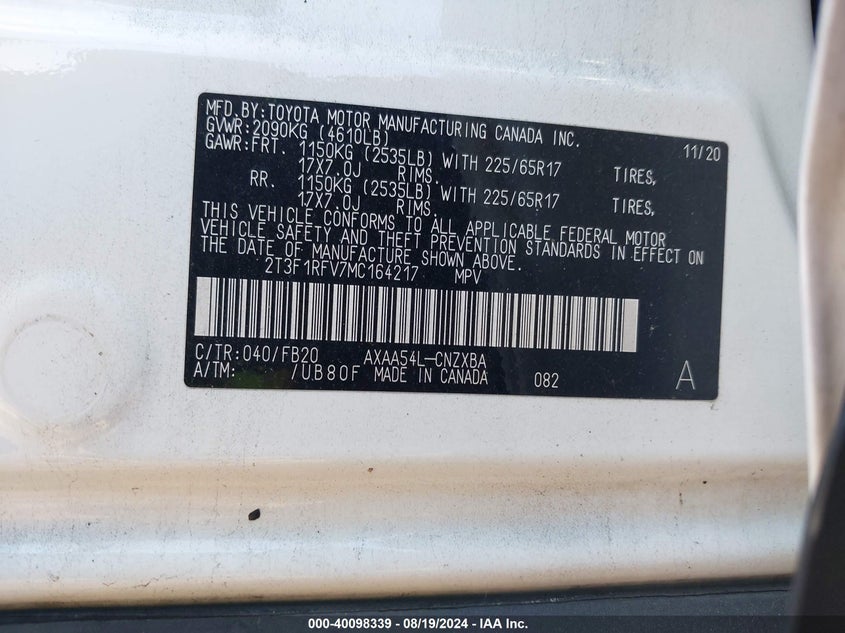 MFD.BY:TOYOTA MOTOR MANUFACTURING CANADA INC.
GVWR:2090KG (4610LB) 11/20
GAWR:FRT. 1150KG (2535LB) WITH 225/65R17 TIRES,
17X7.0J RIMS.
RR. 1150KG (2535LB) WITH 225/65R17 TIRES,
17X7.0J RIMS.
THIS VEHICLE CONFORMS TO ALL APPLICABLE FEDERAL MOTOR
VEHICLE SAFETY AND THEFT PREVENTION STANDARDS IN EFFECT ON
THE DATE OF MANUFACTURE SHOWN ABOVE.
2T3F1RFV7MC164217 MPV
C/TR:040/FB20 AXAA54L-CNZXBA
A/TM: /UB80F MADE IN CANADA 082 A
000-40098339 - 08/19/2024 - IAA Inc.